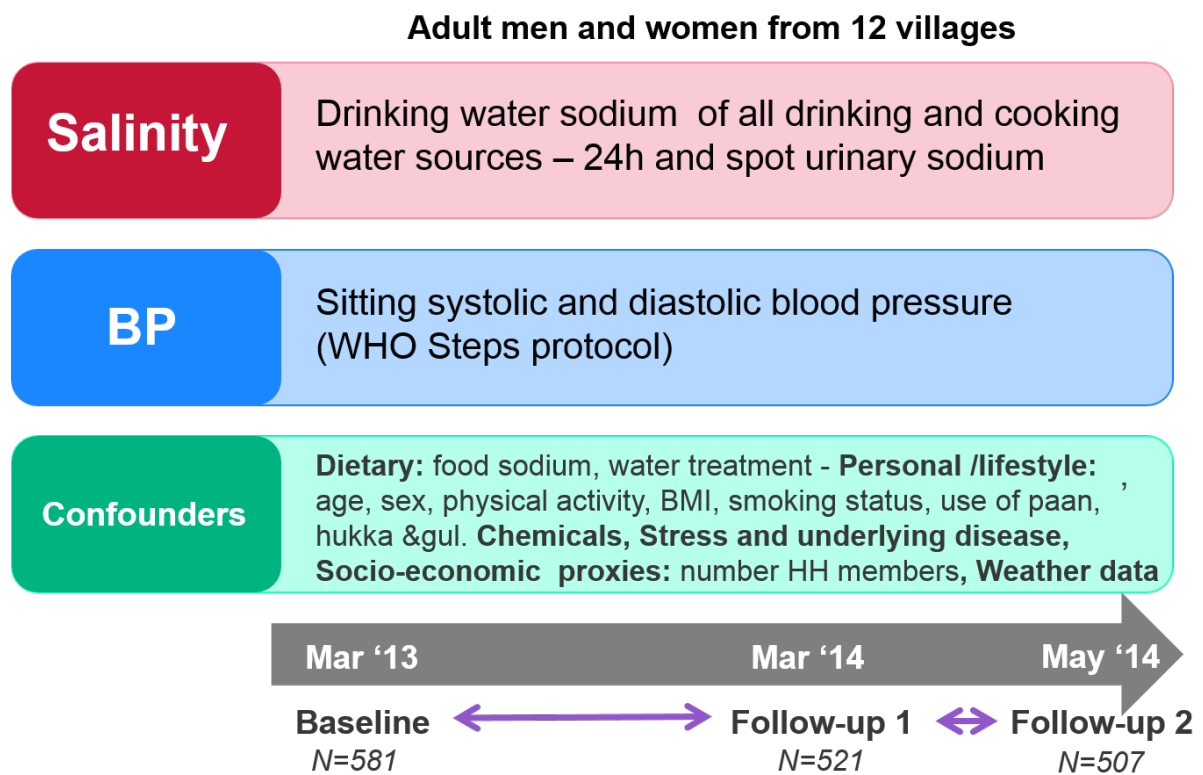 Adult men and women from 12 villages
Salinity
Drinking water sodium of all drinking and cooking
water sources – 24h and spot urinary sodium
BP
Sitting systolic and diastolic blood pressure
(WHO Steps protocol)
Confounders
Dietary: food sodium, water treatment - Personal /lifestyle:
age, sex, physical activity, BMI, smoking status, use of paan, ,
hukka &gul. Chemicals, Stress and underlying disease,
Socio-economic proxies: number HH members, Weather data
Mar ‘13 Mar ‘14 May ‘14
Baseline Follow-up 1 Follow-up 2
N=581 N=521 N=507